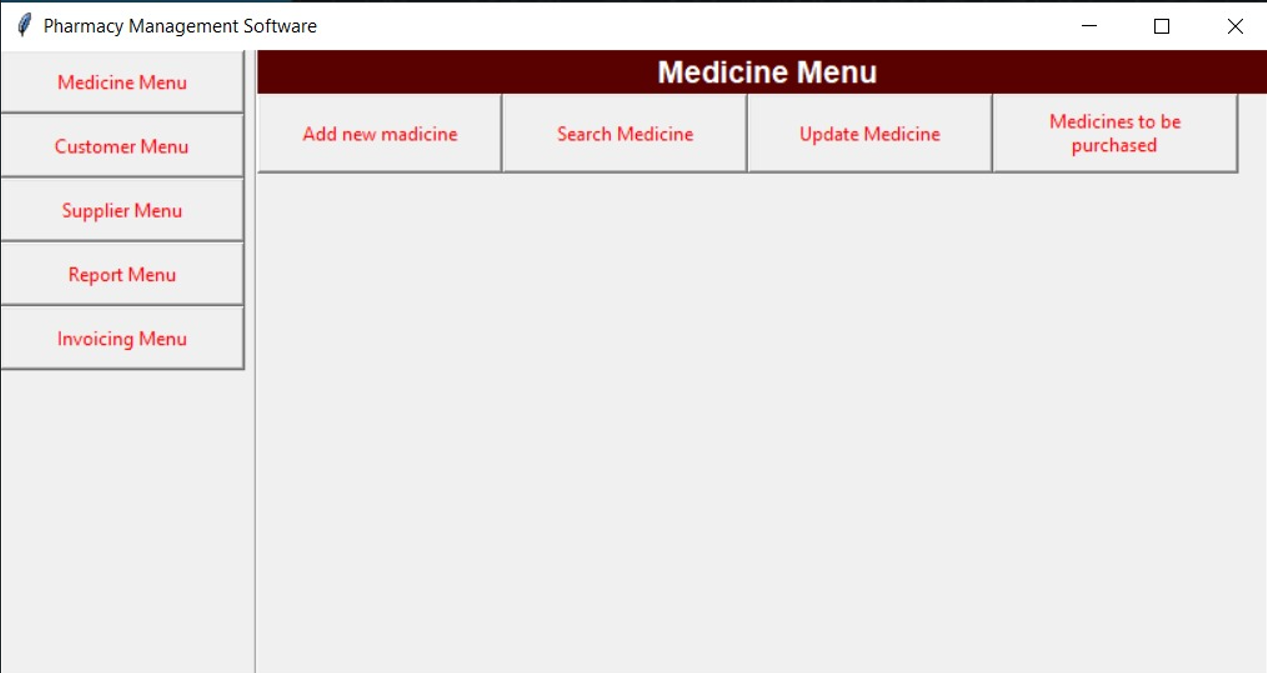 Pharmacy Management Software
Medicine Menu
Customer Menu
Supplier Menu
Report Menu
Invoicing Menu
Medicine Menu
Add new madicine
Search Medicine
Update Medicine
Medicines to be
purchased